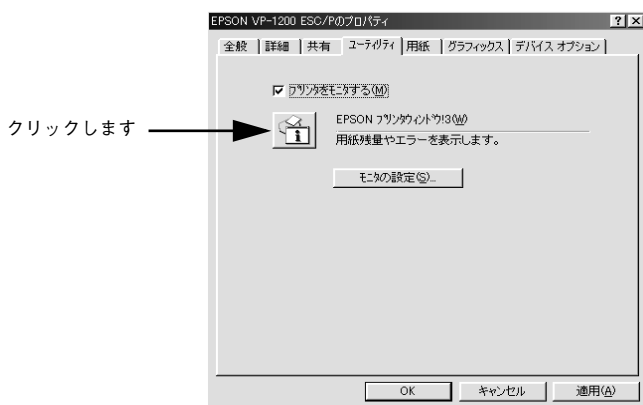 EPSON VP-1200 ESC/Pのプロパティ
全般 詳細 共有 ユーティリティ 用紙 グラフィックス デバイス オプション
プリンタをモニタする(M)
クリックします
EPSON プリンタウィンドウ!3(W)
用紙残量やエラーを表示します。
モニタの設定(S)...
OK キャンセル 適用(A)